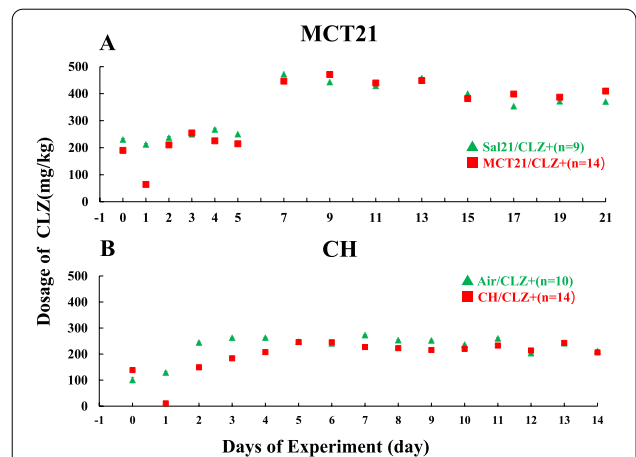 MCT21
A
500
400
300
200
100
0
Sal21/CLZ+(n=9)
MCT21/CLZ+(n=14)
-1 0 1 2 3 4 5 7 9 11 13 15 17 19 21
Dosage of CLZ(mg/kg)
B CH
500
400
300
200
100
0
Air/CLZ+(n=10)
CH/CLZ+(n=14)
-1 0 1 2 3 4 5 6 7 8 9 10 11 12 13 14
Days of Experiment (day)